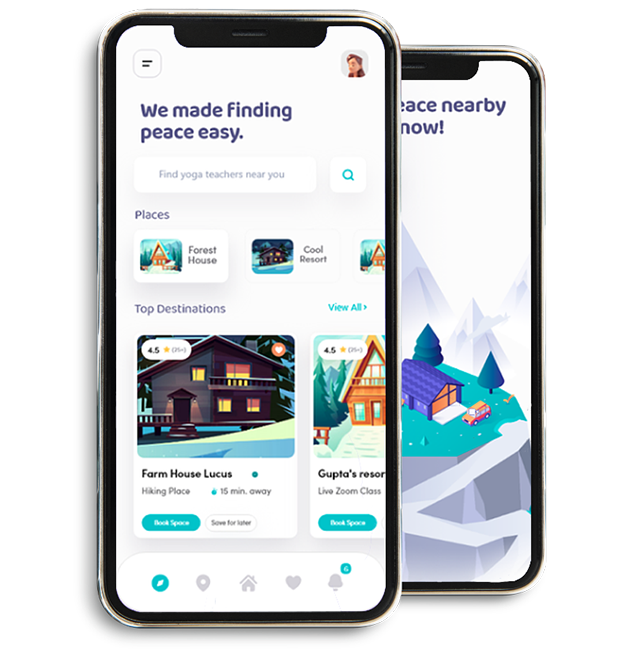 We made finding
peace easy.
Find yoga teachers near you
Places
Forest
House
Cool
Resort
Top Destinations
View All >
4.5 ★ (25+)
4.5 ★ (25+)
Farm House Lucus
Hiking Place
15 min. away
Book Space
Save for later
Gupta's resor
Live Zoom Class
Book Space
6
eace nearby
now!